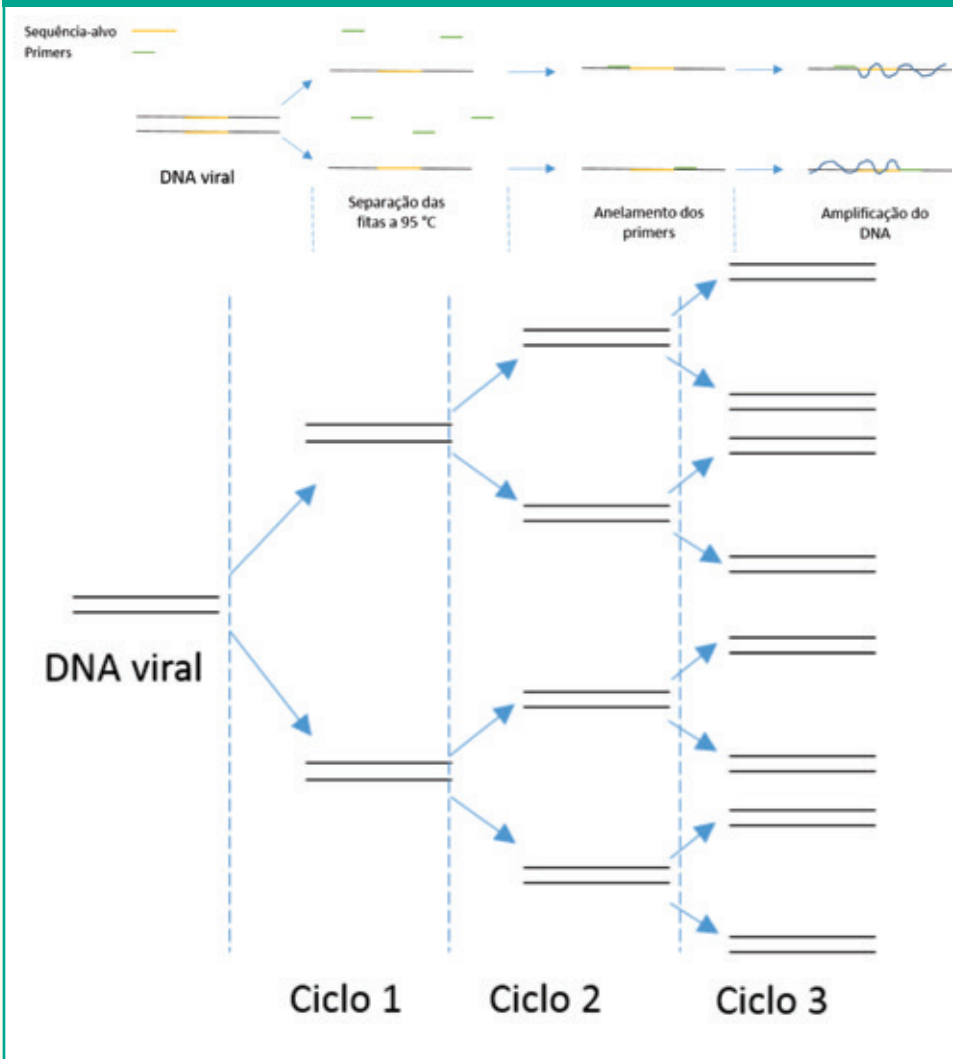 Sequência-alvo
Primers
DNA viral
Separação das
fitas a 95 °C
Anelamento dos
primers
Amplificação do
DNA
DNA viral
Ciclo 1
Ciclo 2
Ciclo 3